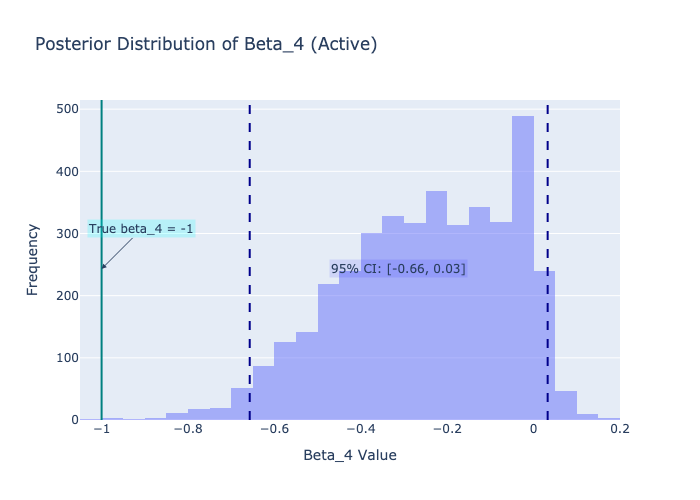 Posterior Distribution of Beta_4 (Active)
500
400
300
200
100
0
Frequency
True beta_4 = -1
95% CI: [-0.66, 0.03]
−1
−0.8
−0.6
−0.4
−0.2
0
0.2
Beta_4 Value